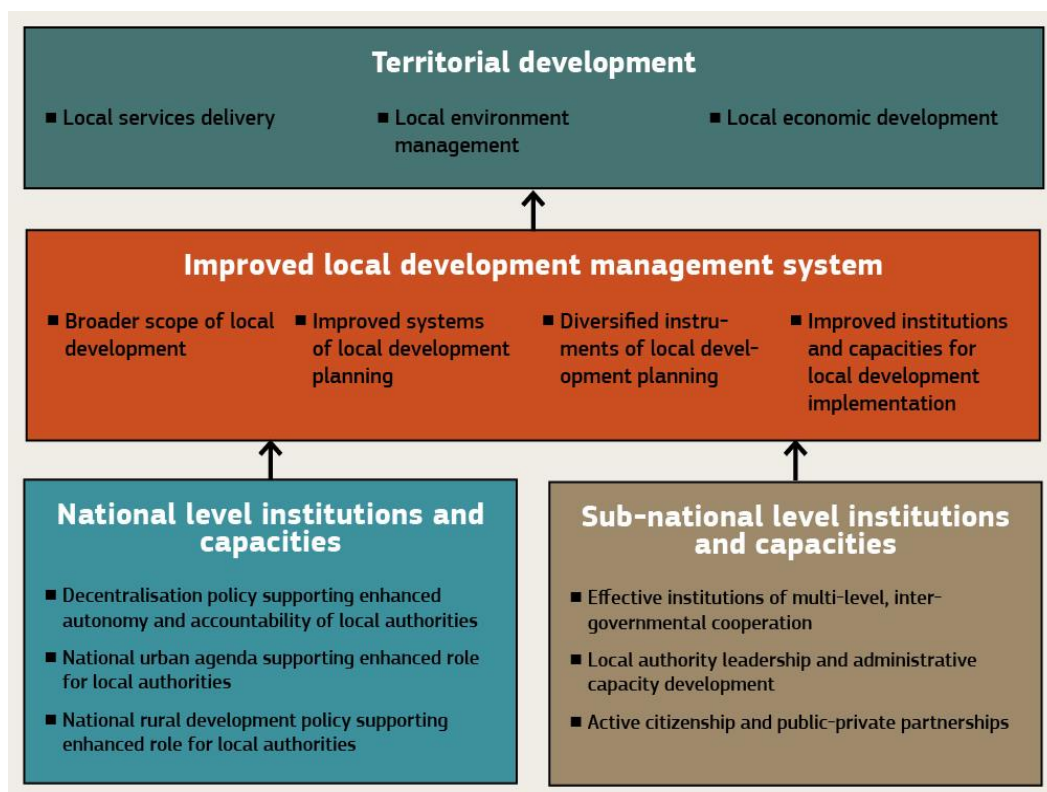 Territorial development
■ Local services delivery
■ Local environment
management
■ Local economic development
Improved local development management system
■ Broader scope of local
development
■ Improved systems
of local development
planning
■ Diversified instru-
ments of local devel-
opment planning
■ Improved institutions
and capacities for
local development
implementation
National level institutions and
capacities
■ Decentralisation policy supporting enhanced
autonomy and accountability of local authorities
■ National urban agenda supporting enhanced role
for local authorities
■ National rural development policy supporting
enhanced role for local authorities
Sub-national level institutions
and capacities
■ Effective institutions of multi-level, inter-
governmental cooperation
■ Local authority leadership and administrative
capacity development
■ Active citizenship and public-private partnerships